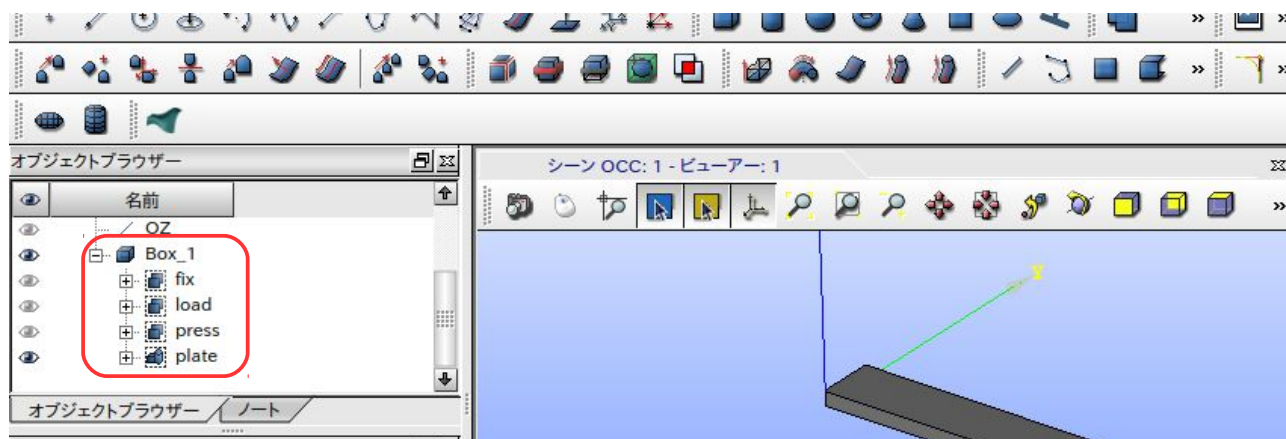 »
»
»
»
オブジェクトブラウザー
シーン OCC: 1 - ビューアー: 1
名前
»
OZ
Box_1
fix
load
press
plate
オブジェクトブラウザー ノート